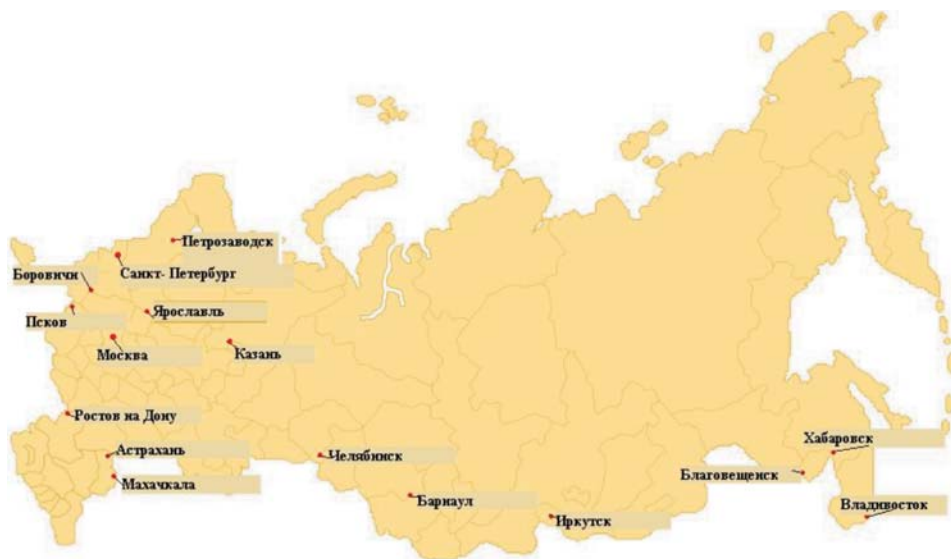 Петрозаводск
Санкт- Петербург
Боровичи
Ярославль
Псков
Москва
Казань
Ростов на Дону
Астрахань
Челябинск
Махачкала
Барнаул
Иркутск
Хабаровск
Благовещенск
Владивосток